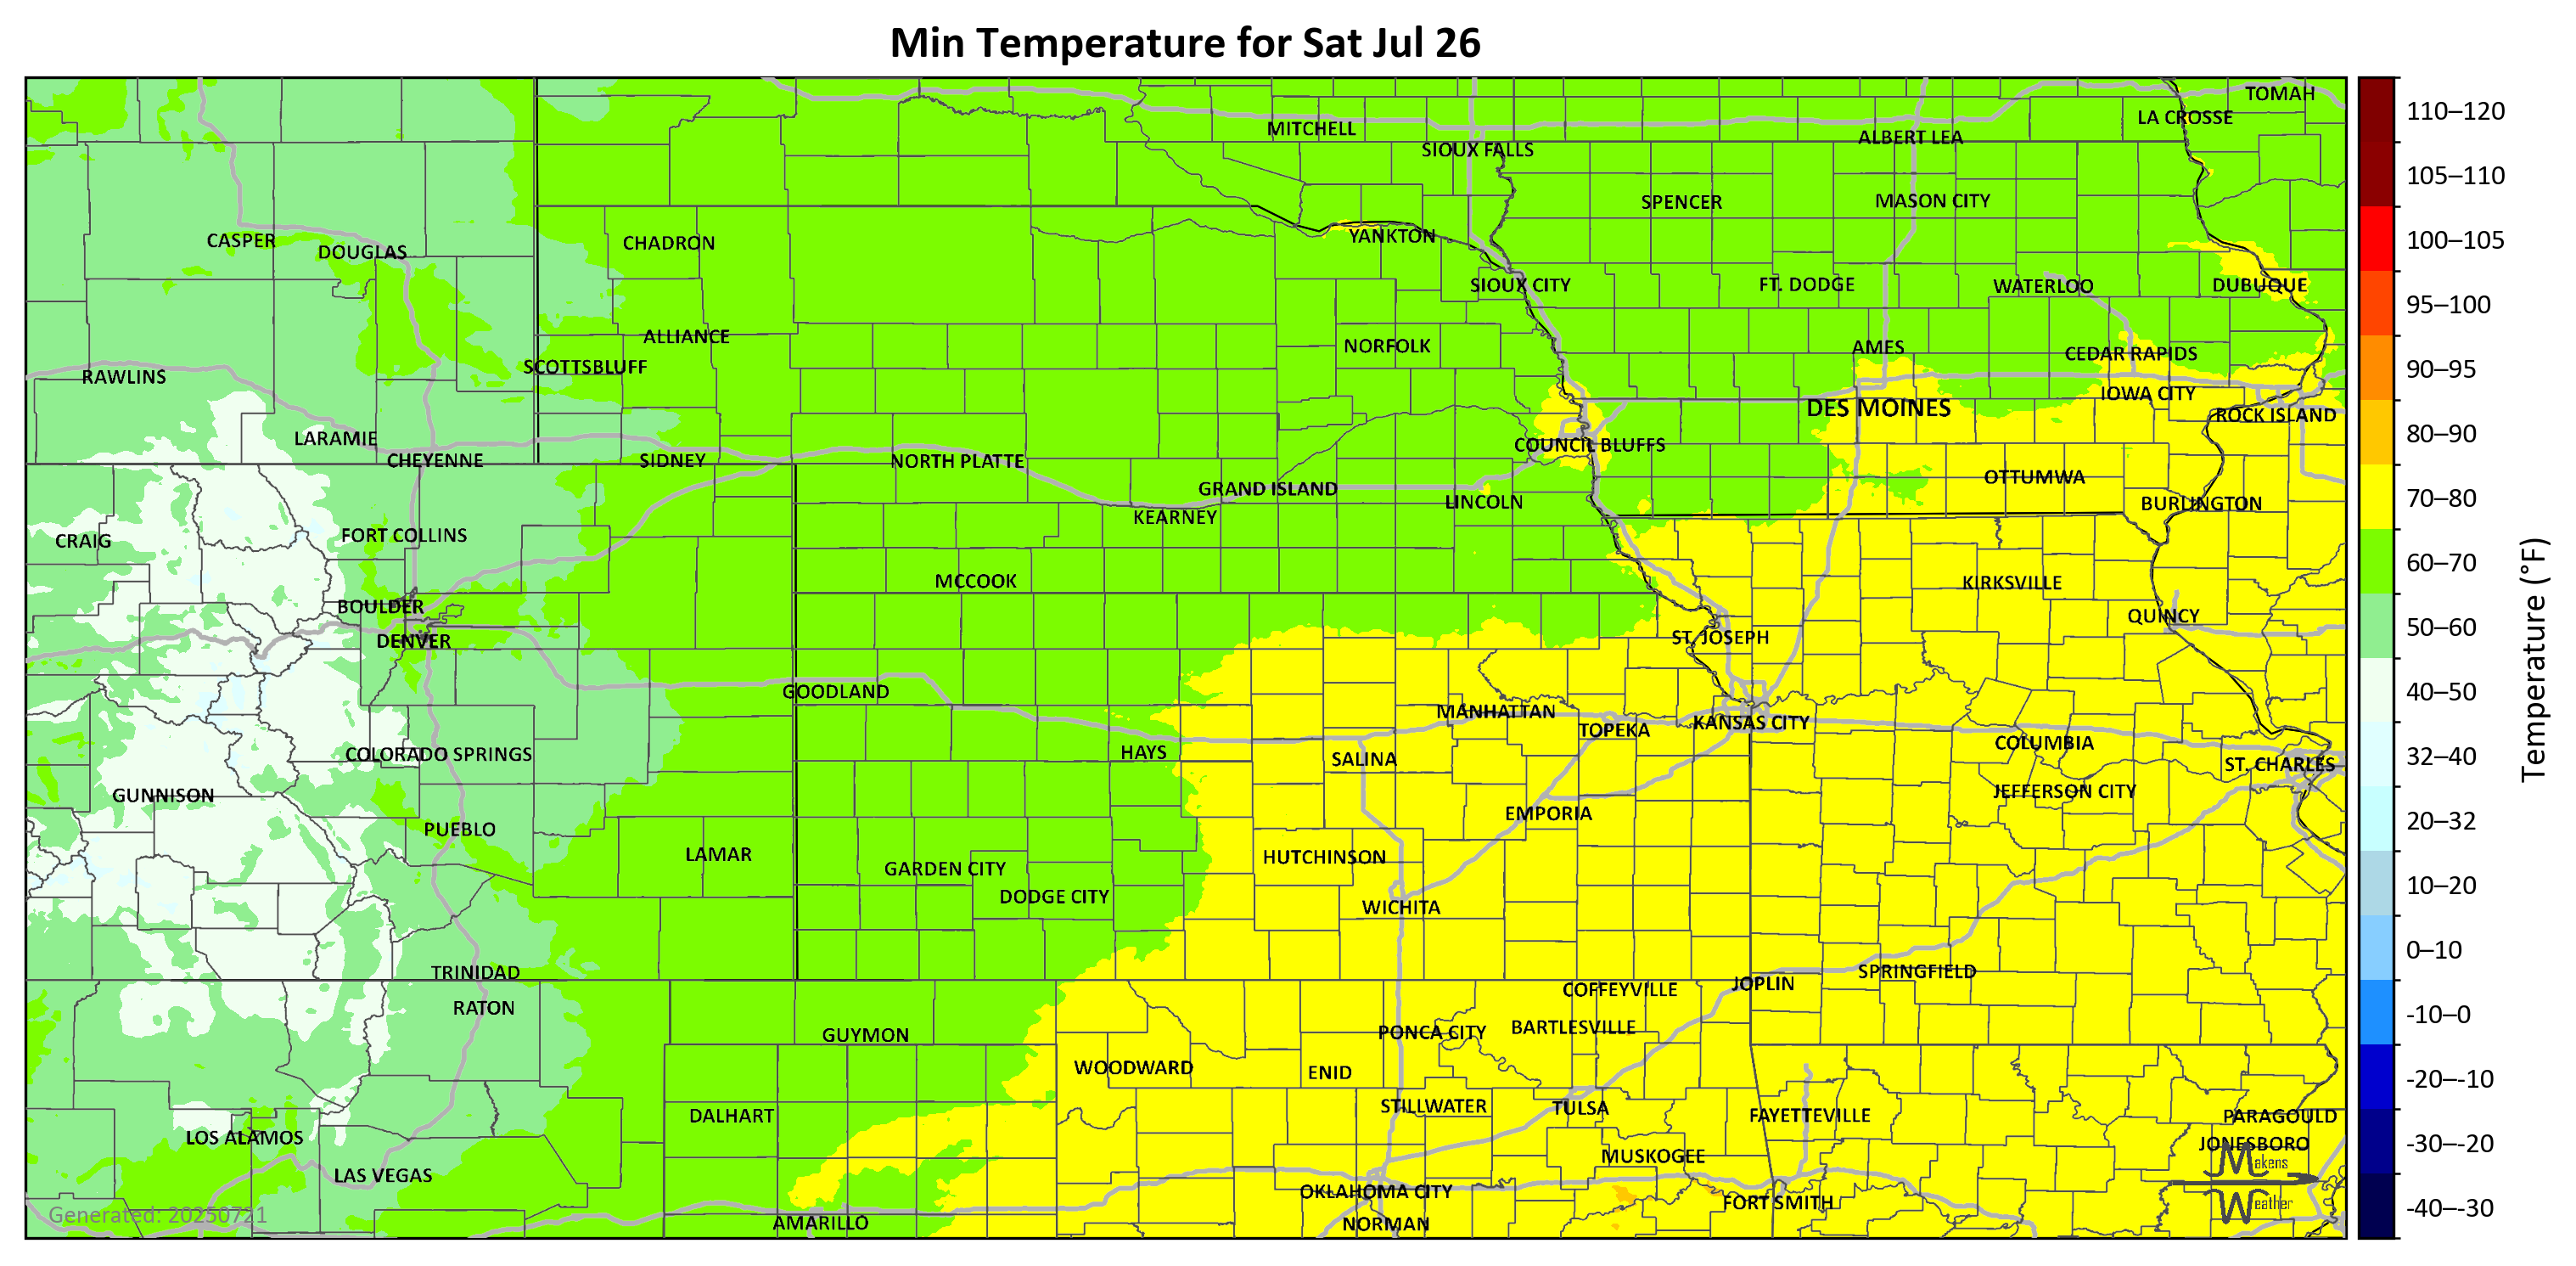 Min Temperature for Sat Jul 26
TOMAH
LA CROSSE
MITCHELL
ALBERT LEA
SIOUX FALLS
SPENCER
MASON CITY
CASPER
DOUGLAS
CHADRON
YANKTON
SIOUX CITY
FT. DODGE
WATERLOO
DUBUQUE
ALLIANCE
NORFOLK
AMES
CEDAR RAPIDS
SCOTTSBLUFF
RAWLINS
IOWA CITY
DES MOINES
ROCK ISLAND
LARAMIE
COUNCIL BLUFFS
CHEYENNE
SIDNEY
NORTH PLATTE
OTTUMWA
GRAND ISLAND
LINCOLN
BURLINGTON
KEARNEY
FORT COLLINS
CRAIG
MCCOOK
KIRKSVILLE
BOULDER
QUINCY
DENVER
ST. JOSEPH
GOODLAND
MANHATTAN
TOPEKA
KANSAS CITY
COLUMBIA
HAYS
COLORADO SPRINGS
SALINA
ST. CHARLES
GUNNISON
JEFFERSON CITY
EMPORIA
PUEBLO
LAMAR
HUTCHINSON
GARDEN CITY
DODGE CITY
WICHITA
TRINIDAD
SPRINGFIELD
JOPLIN
COFFEYVILLE
RATON
GUYMON
PONCA CITY
BARTLESVILLE
WOODWARD
ENID
DALHART
STILLWATER
TULSA
FAYETTEVILLE
PARAGOULD
LOS ALAMOS
JONESBORO
MUSKOGEE
LAS VEGAS
OKLAHOMA CITY
FORT SMITH
AMARILLO
NORMAN
Generated: 20250721
Makens
Weather
110–120
105–110
100–105
95–100
90–95
80–90
70–80
60–70
50–60
40–50
32–40
20–32
10–20
0–10
-10–0
-20–-10
-30–-20
-40–-30
Temperature (°F)